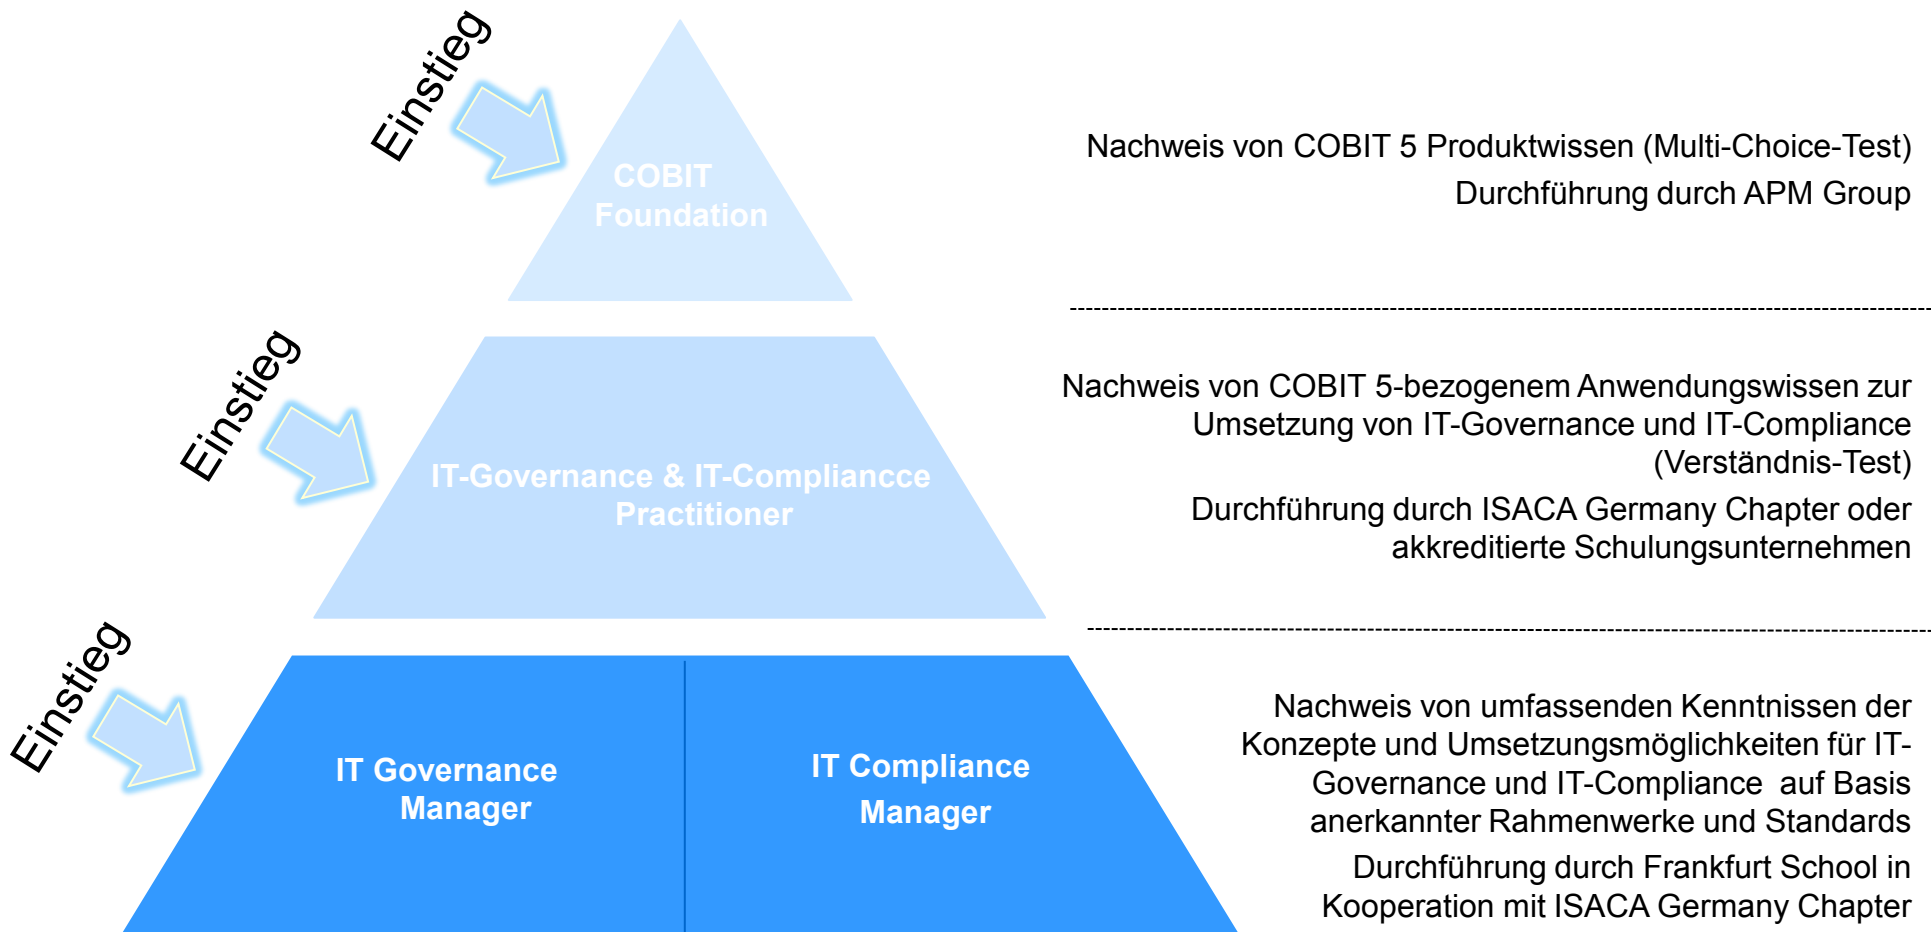 Einstieg
COBIT
Foundation
Nachweis von COBIT 5 Produktwissen (Multi-Choice-Test)
Durchführung durch APM Group
Einstieg
IT-Governance & IT-Compliancce
Practitioner
Nachweis von COBIT 5-bezogenem Anwendungswissen zur
Umsetzung von IT-Governance und IT-Compliance
(Verständnis-Test)
Durchführung durch ISACA Germany Chapter oder
akkreditierte Schulungsunternehmen
Einstieg
IT Governance
Manager
IT Compliance
Manager
Nachweis von umfassenden Kenntnissen der
Konzepte und Umsetzungsmöglichkeiten für IT-
Governance und IT-Compliance  auf Basis
anerkannter Rahmenwerke und Standards
Durchführung durch Frankfurt School in
Kooperation mit ISACA Germany Chapter